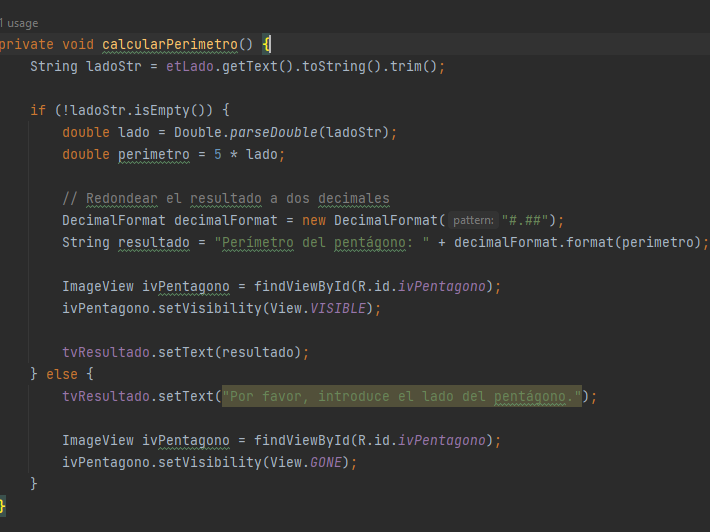 1 usage
private void calcularPerimetro() {
String ladoStr = etLado.getText().toString().trim();
if (!ladoStr.isEmpty()) {
double lado = Double.parseDouble(ladoStr);
double perimetro = 5 * lado;
// Redondear el resultado a dos decimales
DecimalFormat decimalFormat = new DecimalFormat( pattern: "#.##");
String resultado = "Perímetro del pentágono: " + decimalFormat.format(perimetro);
ImageView ivPentagono = findViewById(R.id.ivPentagono);
ivPentagono.setVisibility(View.VISIBLE);
tvResultado.setText(resultado);
} else {
tvResultado.setText("Por favor, introduce el lado del pentágono.");
ImageView ivPentagono = findViewById(R.id.ivPentagono);
ivPentagono.setVisibility(View.GONE);
}
}